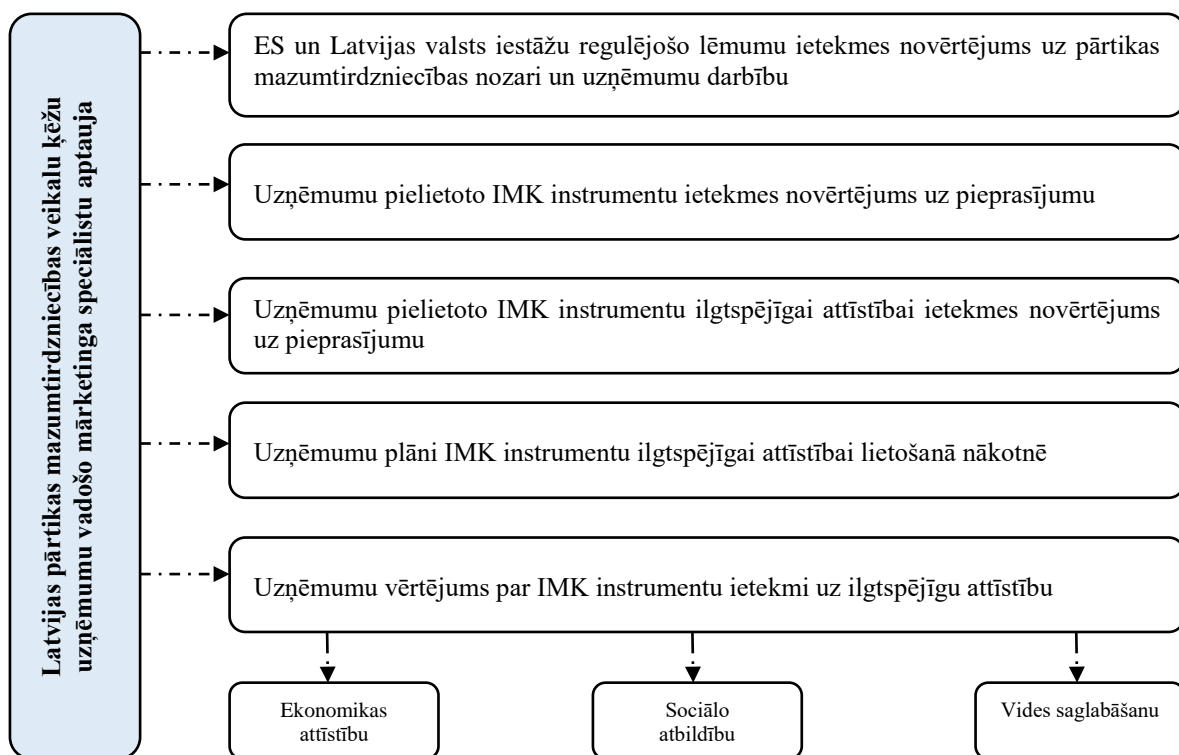 Latvijas pārtikas mazumtirdzniecības veikalu ķēžu
uzņēmumu vadošo mārketinga speciālistu aptauja
ES un Latvijas valsts iestāžu regulējošo lēmumu ietekmes novērtējums uz pārtikas
mazumtirdzniecības nozari un uzņēmumu darbību
Uzņēmumu pielietoto IMK instrumentu ietekmes novērtējums uz pieprasījumu
Uzņēmumu pielietoto IMK instrumentu ilgtspējīgai attīstībai ietekmes novērtējums
uz pieprasījumu
Uzņēmumu plāni IMK instrumentu ilgtspējīgai attīstībai lietošanā nākotnē
Uzņēmumu vērtējums par IMK instrumentu ietekmi uz ilgtspējīgu attīstību
Ekonomikas
attīstību
Sociālo
atbildību
Vides saglabāšanu